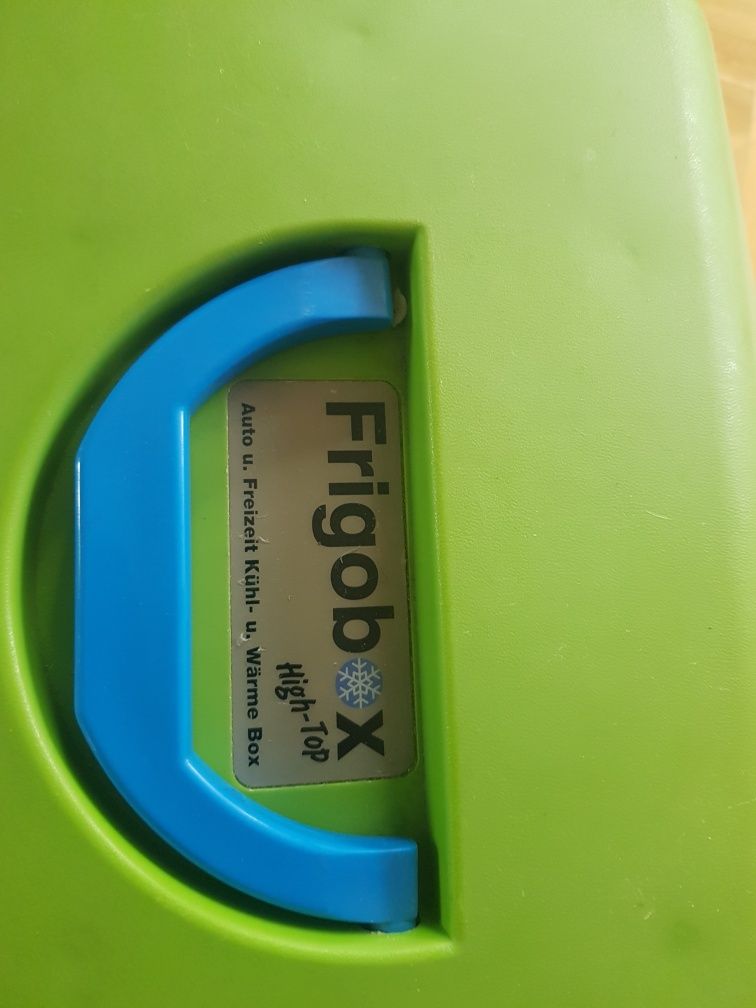 Frigobox
High-Top
Auto u. Freizeit Kühl- u. Wärme Box